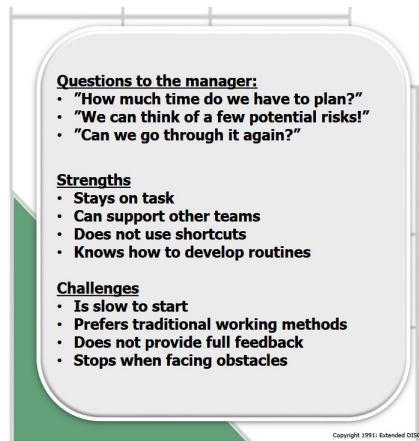 Questions to the manager:
• ”How much time do we have to plan?”
• ”We can think of a few potential risks!”
• ”Can we go through it again?”
Strengths
• Stays on task
• Can support other teams
• Does not use shortcuts
• Knows how to develop routines
Challenges
• Is slow to start
• Prefers traditional working methods
• Does not provide full feedback
• Stops when facing obstacles
Copyright 1991: Extended DISC